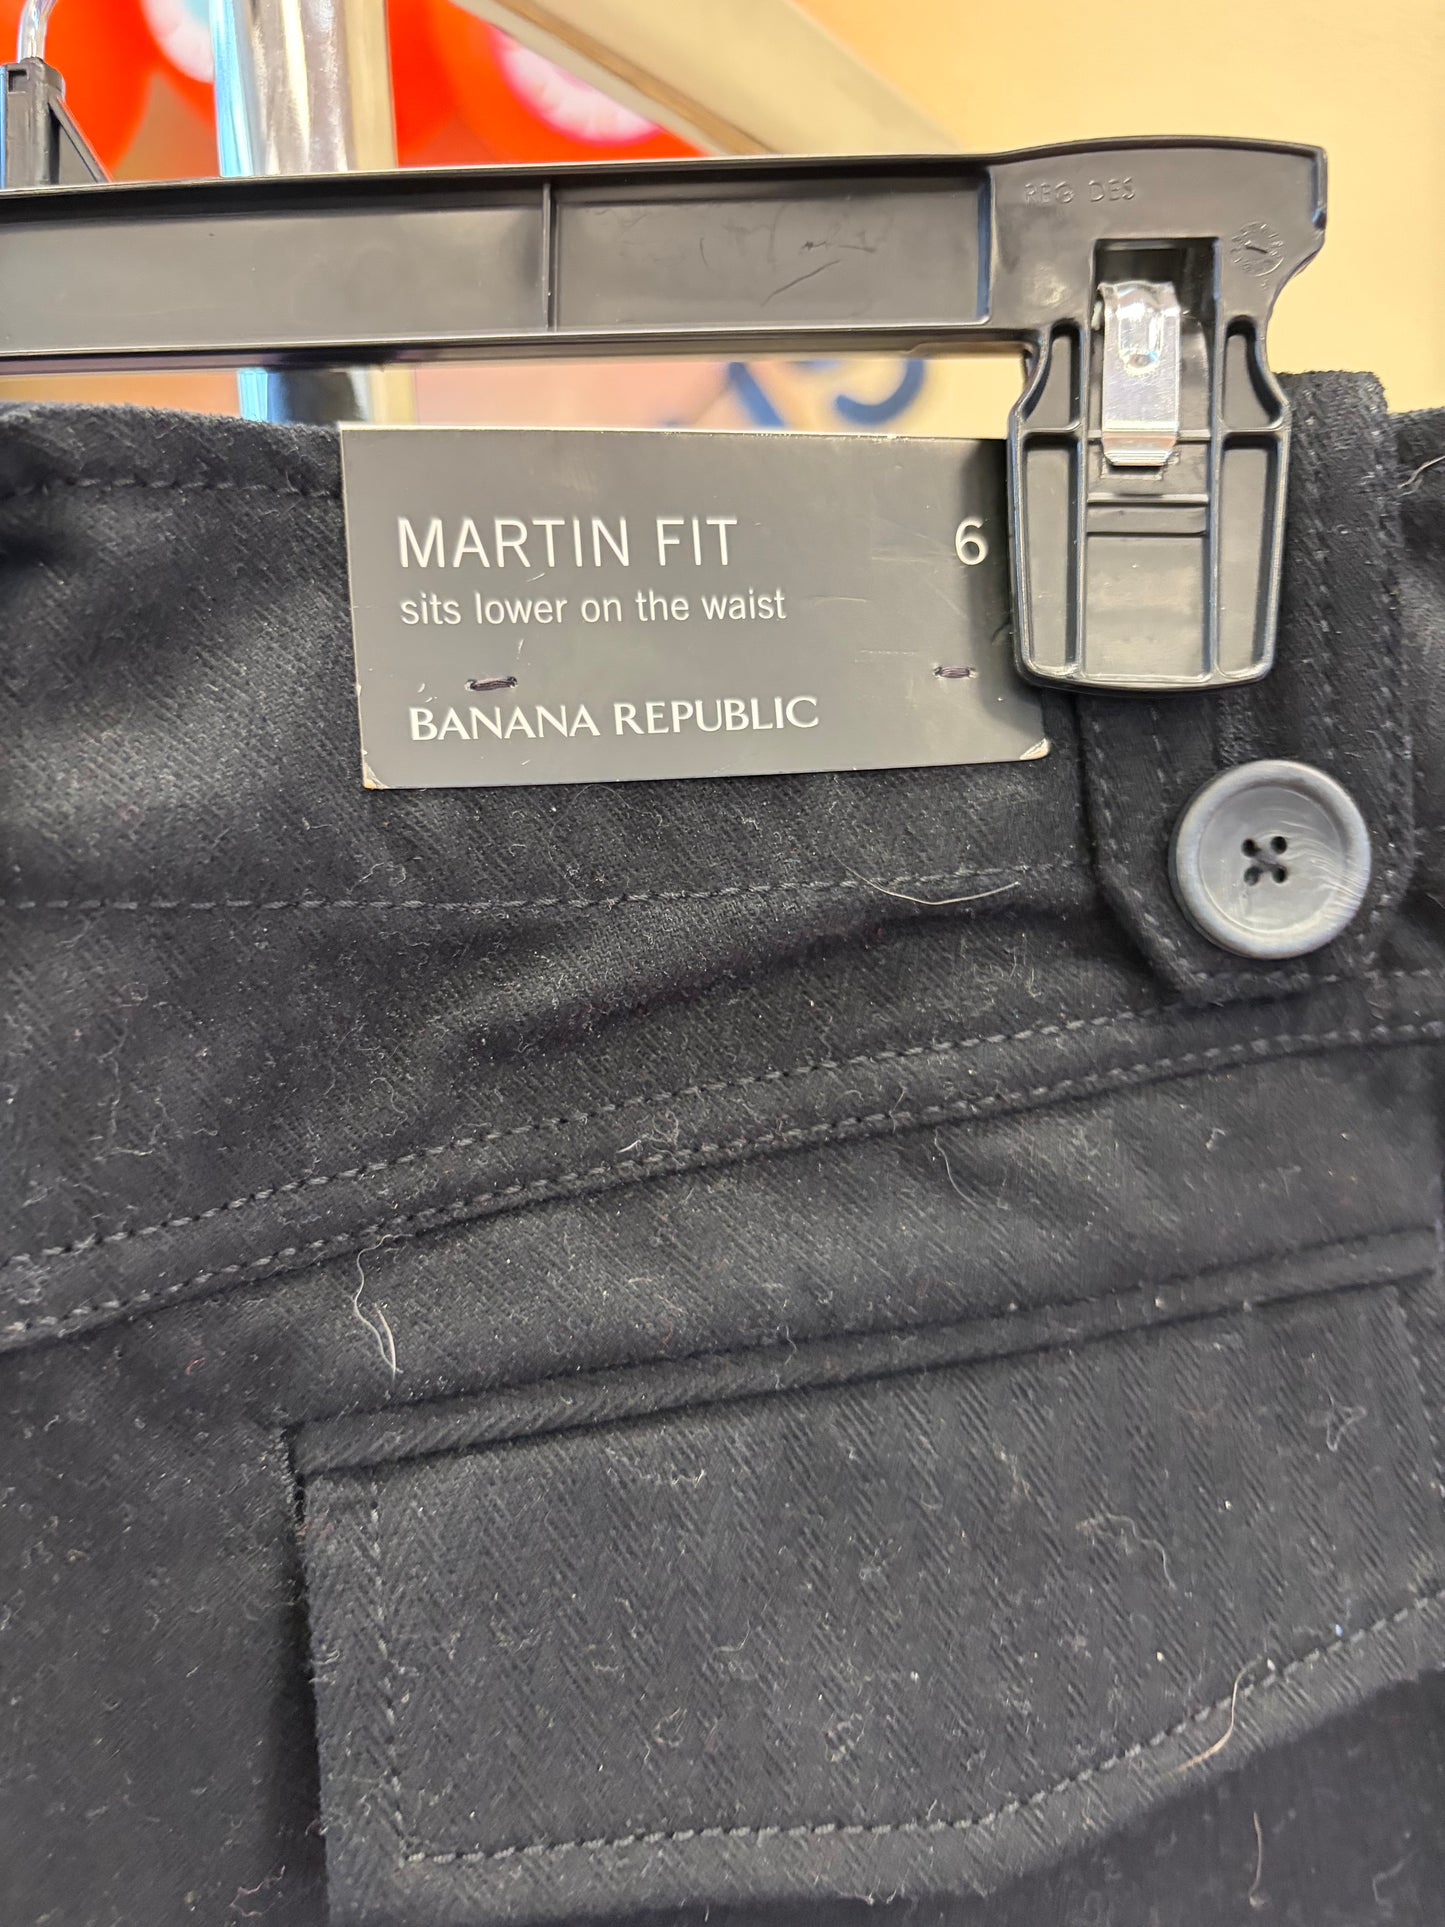 REG DES
MARTIN FIT 6
sits lower on the waist
BANANA REPUBLIC